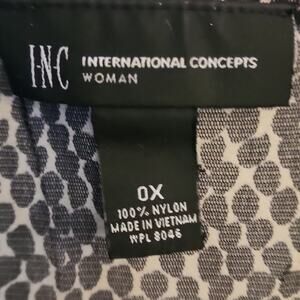 I·N·C INTERNATIONAL CONCEPTS
WOMAN
0X
100% NYLON
MADE IN VIETNAM
WPL 8046